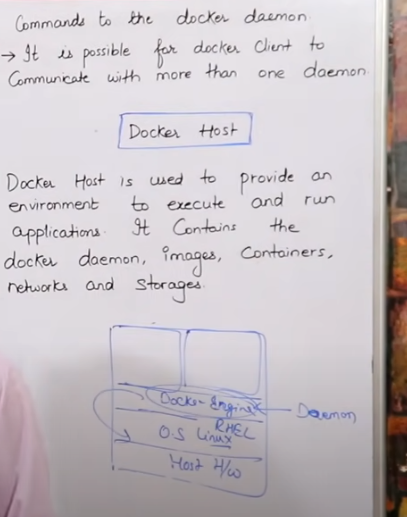 Commands to the docker daemon
→ It is possible for docker Client to
Communicate with more than one daemon.
Docker Host
Docker Host is used to provide an
environment to execute and run
applications. It Contains the
docker daemon, images, Containers,
networks and Storages.
Docker-Engine
Daemon
O.S Linux RHEL
Host H/w